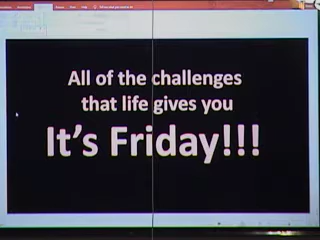 All of the challenges
that life gives you
It's Friday!!!